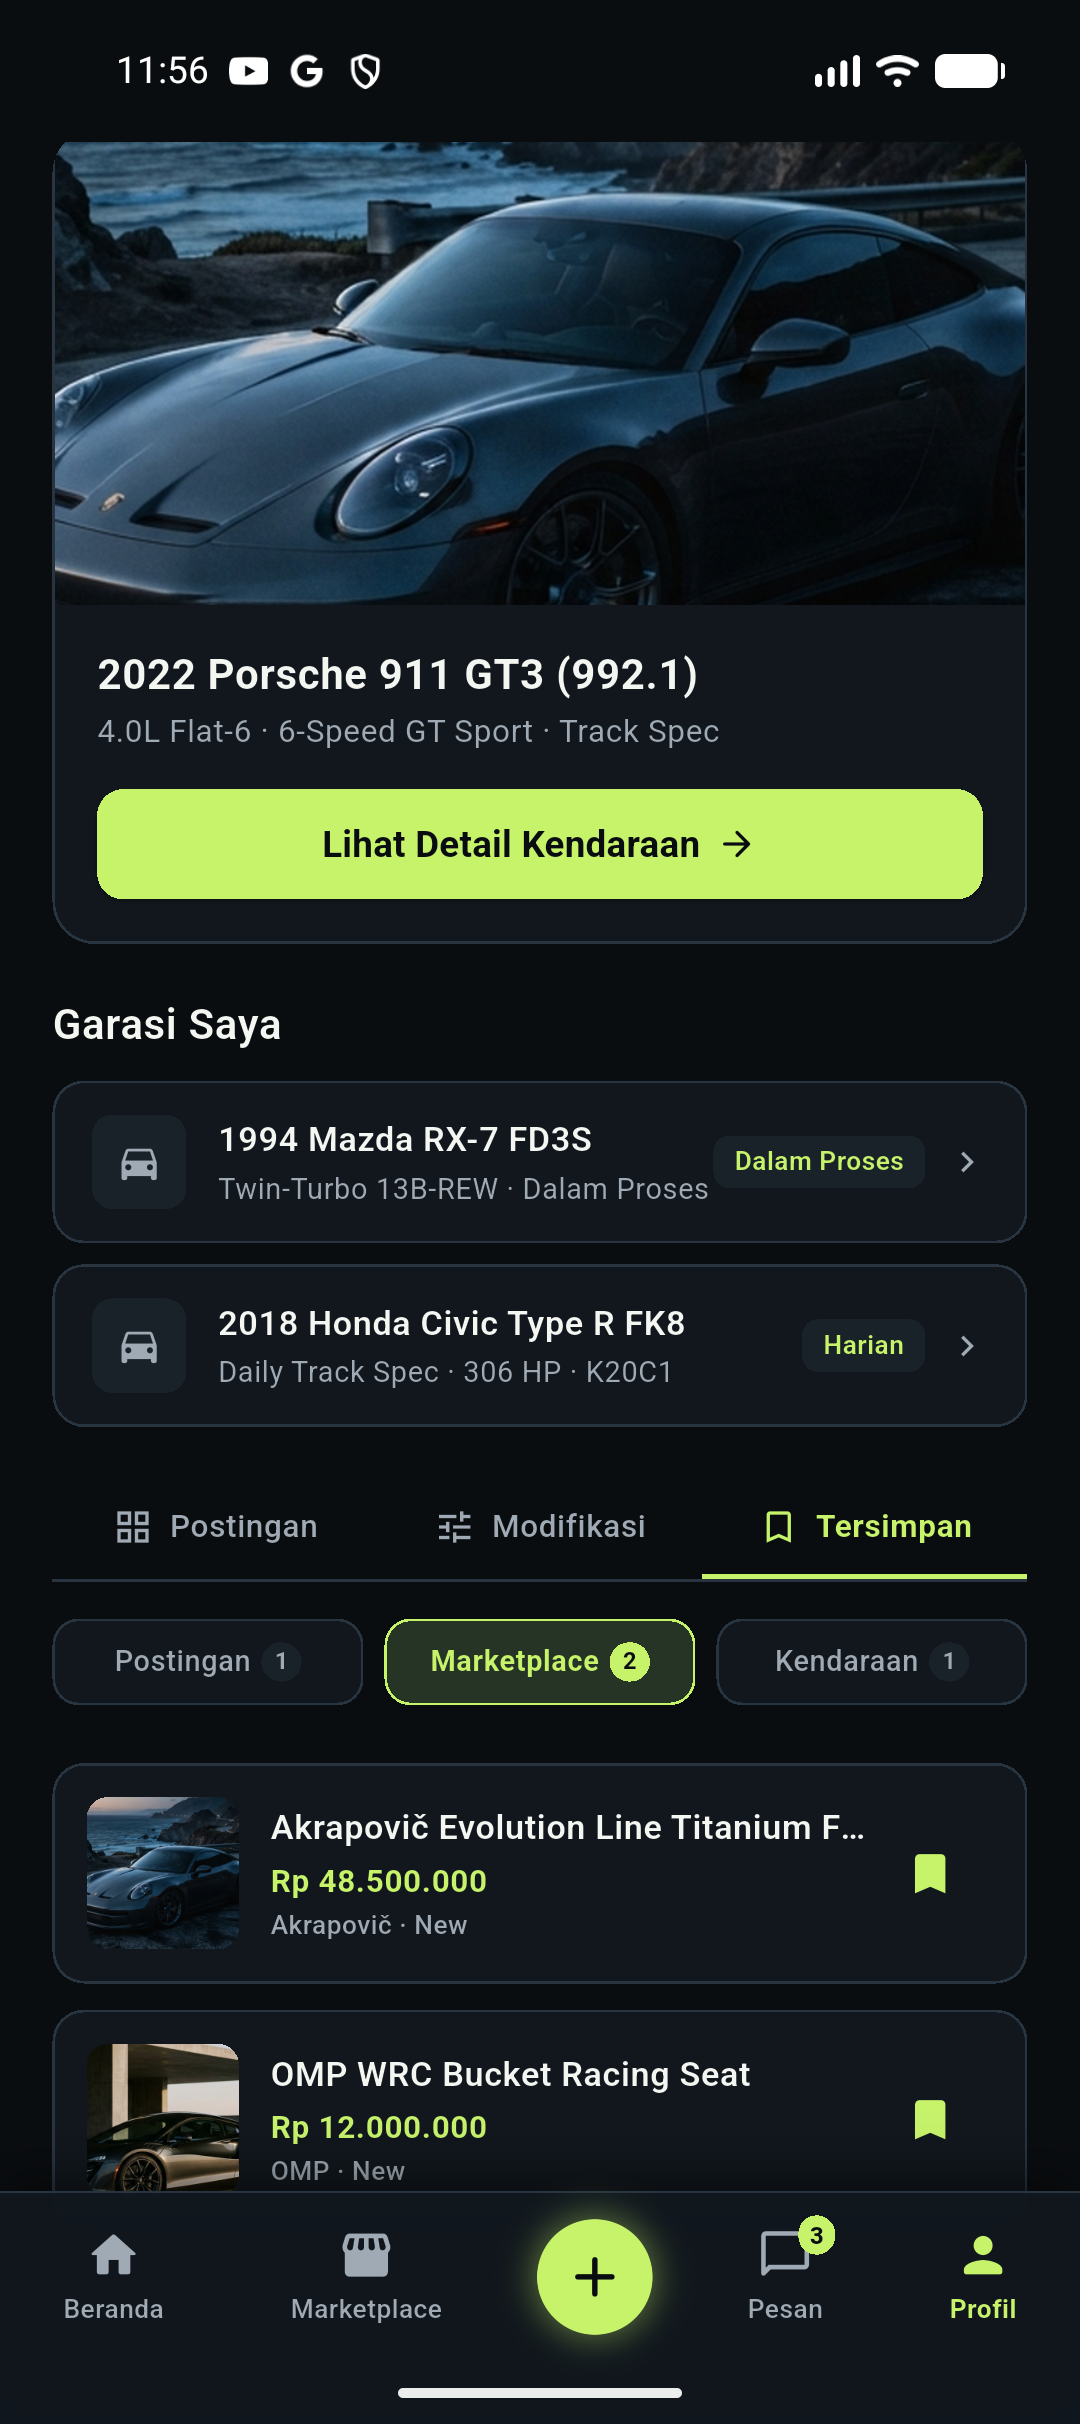 11:56
2022 Porsche 911 GT3 (992.1)
4.0L Flat-6 · 6-Speed GT Sport · Track Spec
Lihat Detail Kendaraan →
Garasi Saya
1994 Mazda RX-7 FD3S
Twin-Turbo 13B-REW · Dalam Proses
Dalam Proses
2018 Honda Civic Type R FK8
Daily Track Spec · 306 HP · K20C1
Harian
Postingan Modifikasi Tersimpan
Postingan 1 Marketplace 2 Kendaraan 1
Akrapovič Evolution Line Titanium F...
Rp 48.500.000
Akrapovič · New
OMP WRC Bucket Racing Seat
Rp 12.000.000
OMP · New
3
Beranda Marketplace Pesan Profil